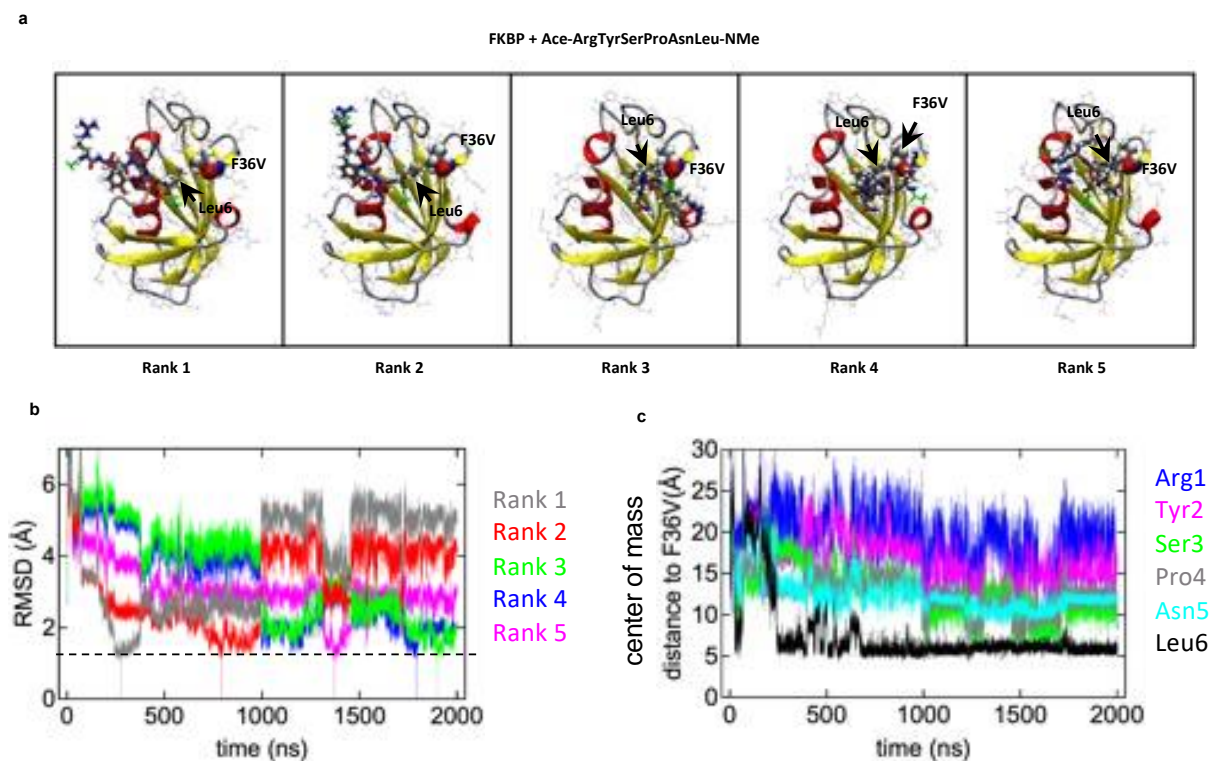 a
FKBP + Ace-ArgTyrSerProAsnLeu-NMe
F36V
Leu6
F36V
Leu6
Leu6
F36V
F36V
Leu6
Leu6
F36V
Rank 1
Rank 2
Rank 3
Rank 4
Rank 5
b
RMSD (Å)
6
4
2
0
0
500
1000
1500
2000
time (ns)
Rank 1
Rank 2
Rank 3
Rank 4
Rank 5
c
center of mass
distance to F36V(Å)
30
25
20
15
10
5
0
0
500
1000
1500
2000
time (ns)
Arg1
Tyr2
Ser3
Pro4
Asn5
Leu6